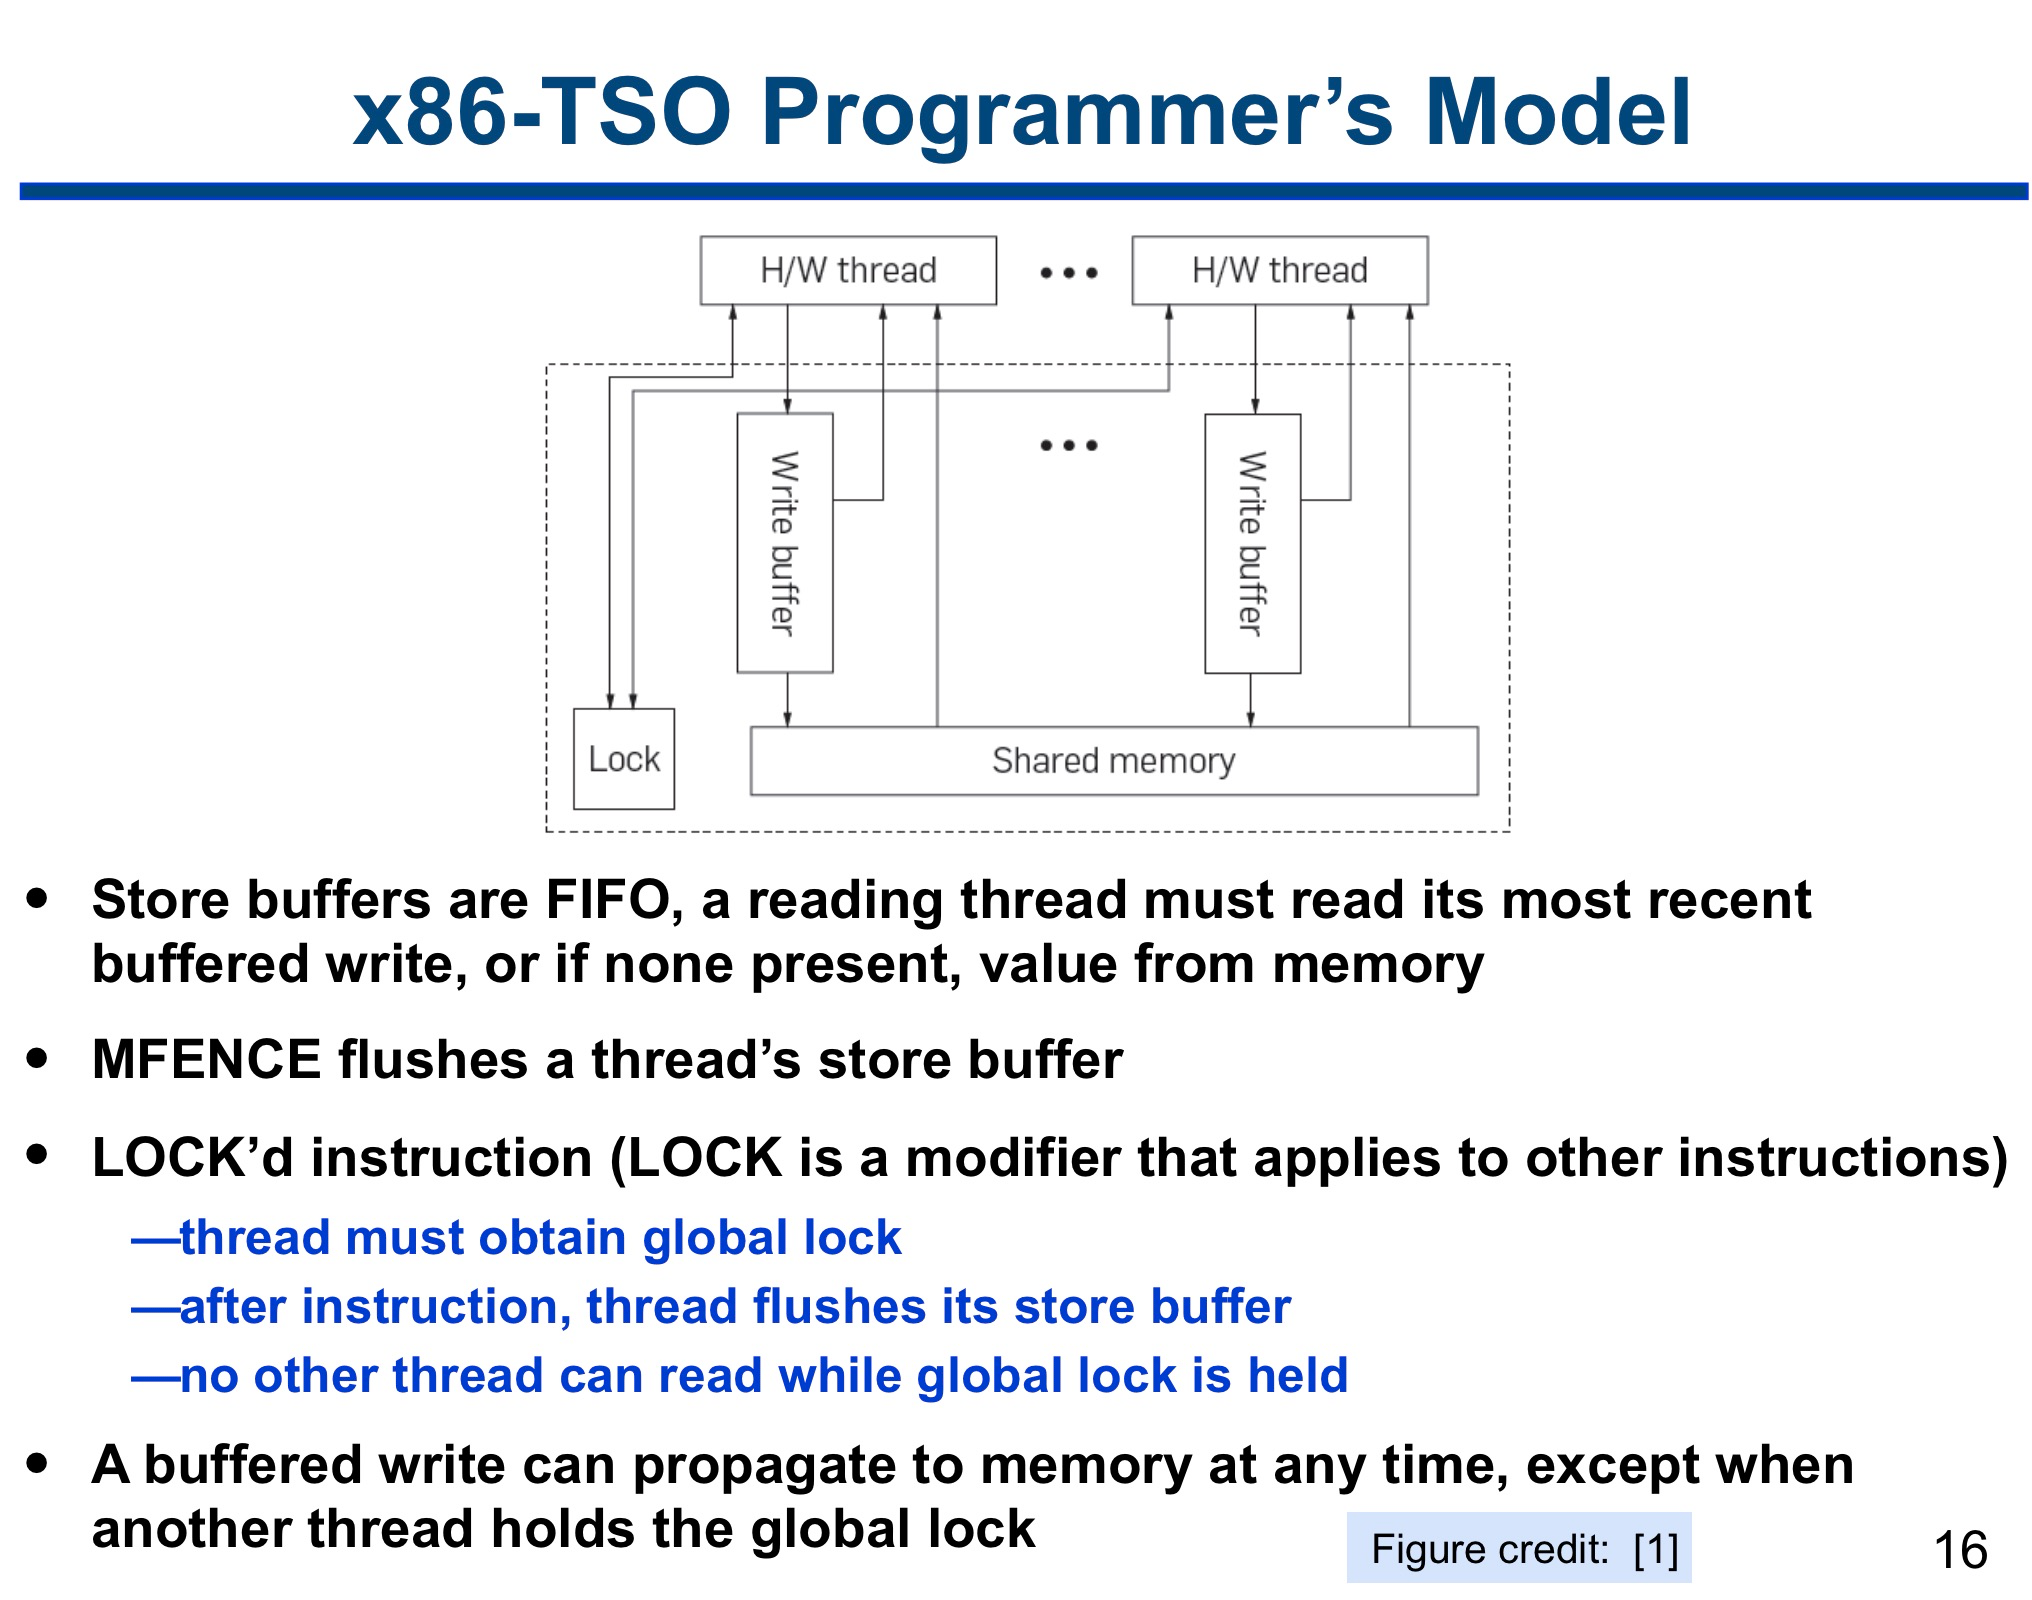 x86-TSO Programmer’s Model
H/W thread
•••
H/W thread
Write buffer
•••
Write buffer
Lock
Shared memory
• Store buffers are FIFO, a reading thread must read its most recent
buffered write, or if none present, value from memory
• MFENCE flushes a thread’s store buffer
• LOCK’d instruction (LOCK is a modifier that applies to other instructions)
—thread must obtain global lock
—after instruction, thread flushes its store buffer
—no other thread can read while global lock is held
• A buffered write can propagate to memory at any time, except when
another thread holds the global lock
Figure credit: [1]
16